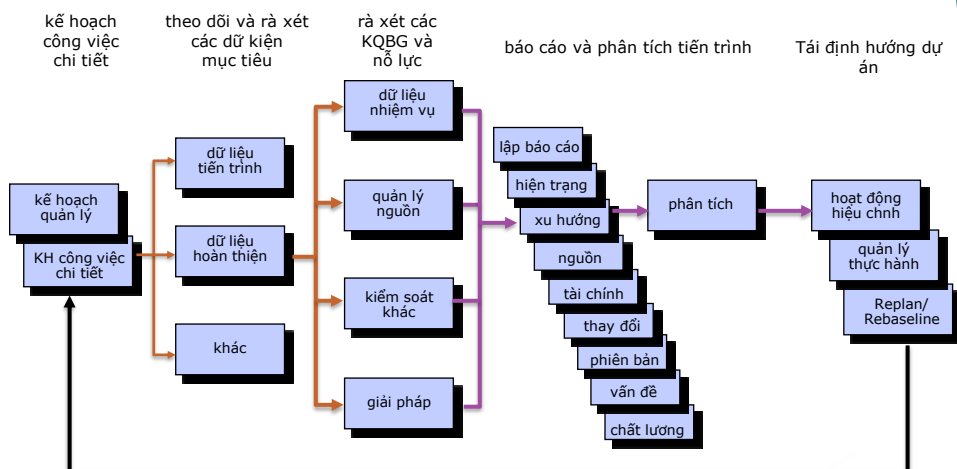 kế hoạch
công việc
chi tiết
theo dõi và rà xét
các dữ kiện
mục tiêu
rà xét các
KQBG và
nỗ lực
báo cáo và phân tích tiến trình
Tái định hướng dự
án
kế hoạch
quản lý
KH công việc
chi tiết
dữ liệu
tiến trình
dữ liệu
hoàn thiện
khác
dữ liệu
nhiệm vụ
quản lý
nguồn
kiểm soát
khác
giải pháp
lập báo cáo
hiện trạng
xu hướng
nguồn
tài chính
thay đổi
phiên bản
vấn đề
chất lương
phân tích
hoạt động
hiệu chnh
quản lý
thực hành
Replan/
Rebaseline